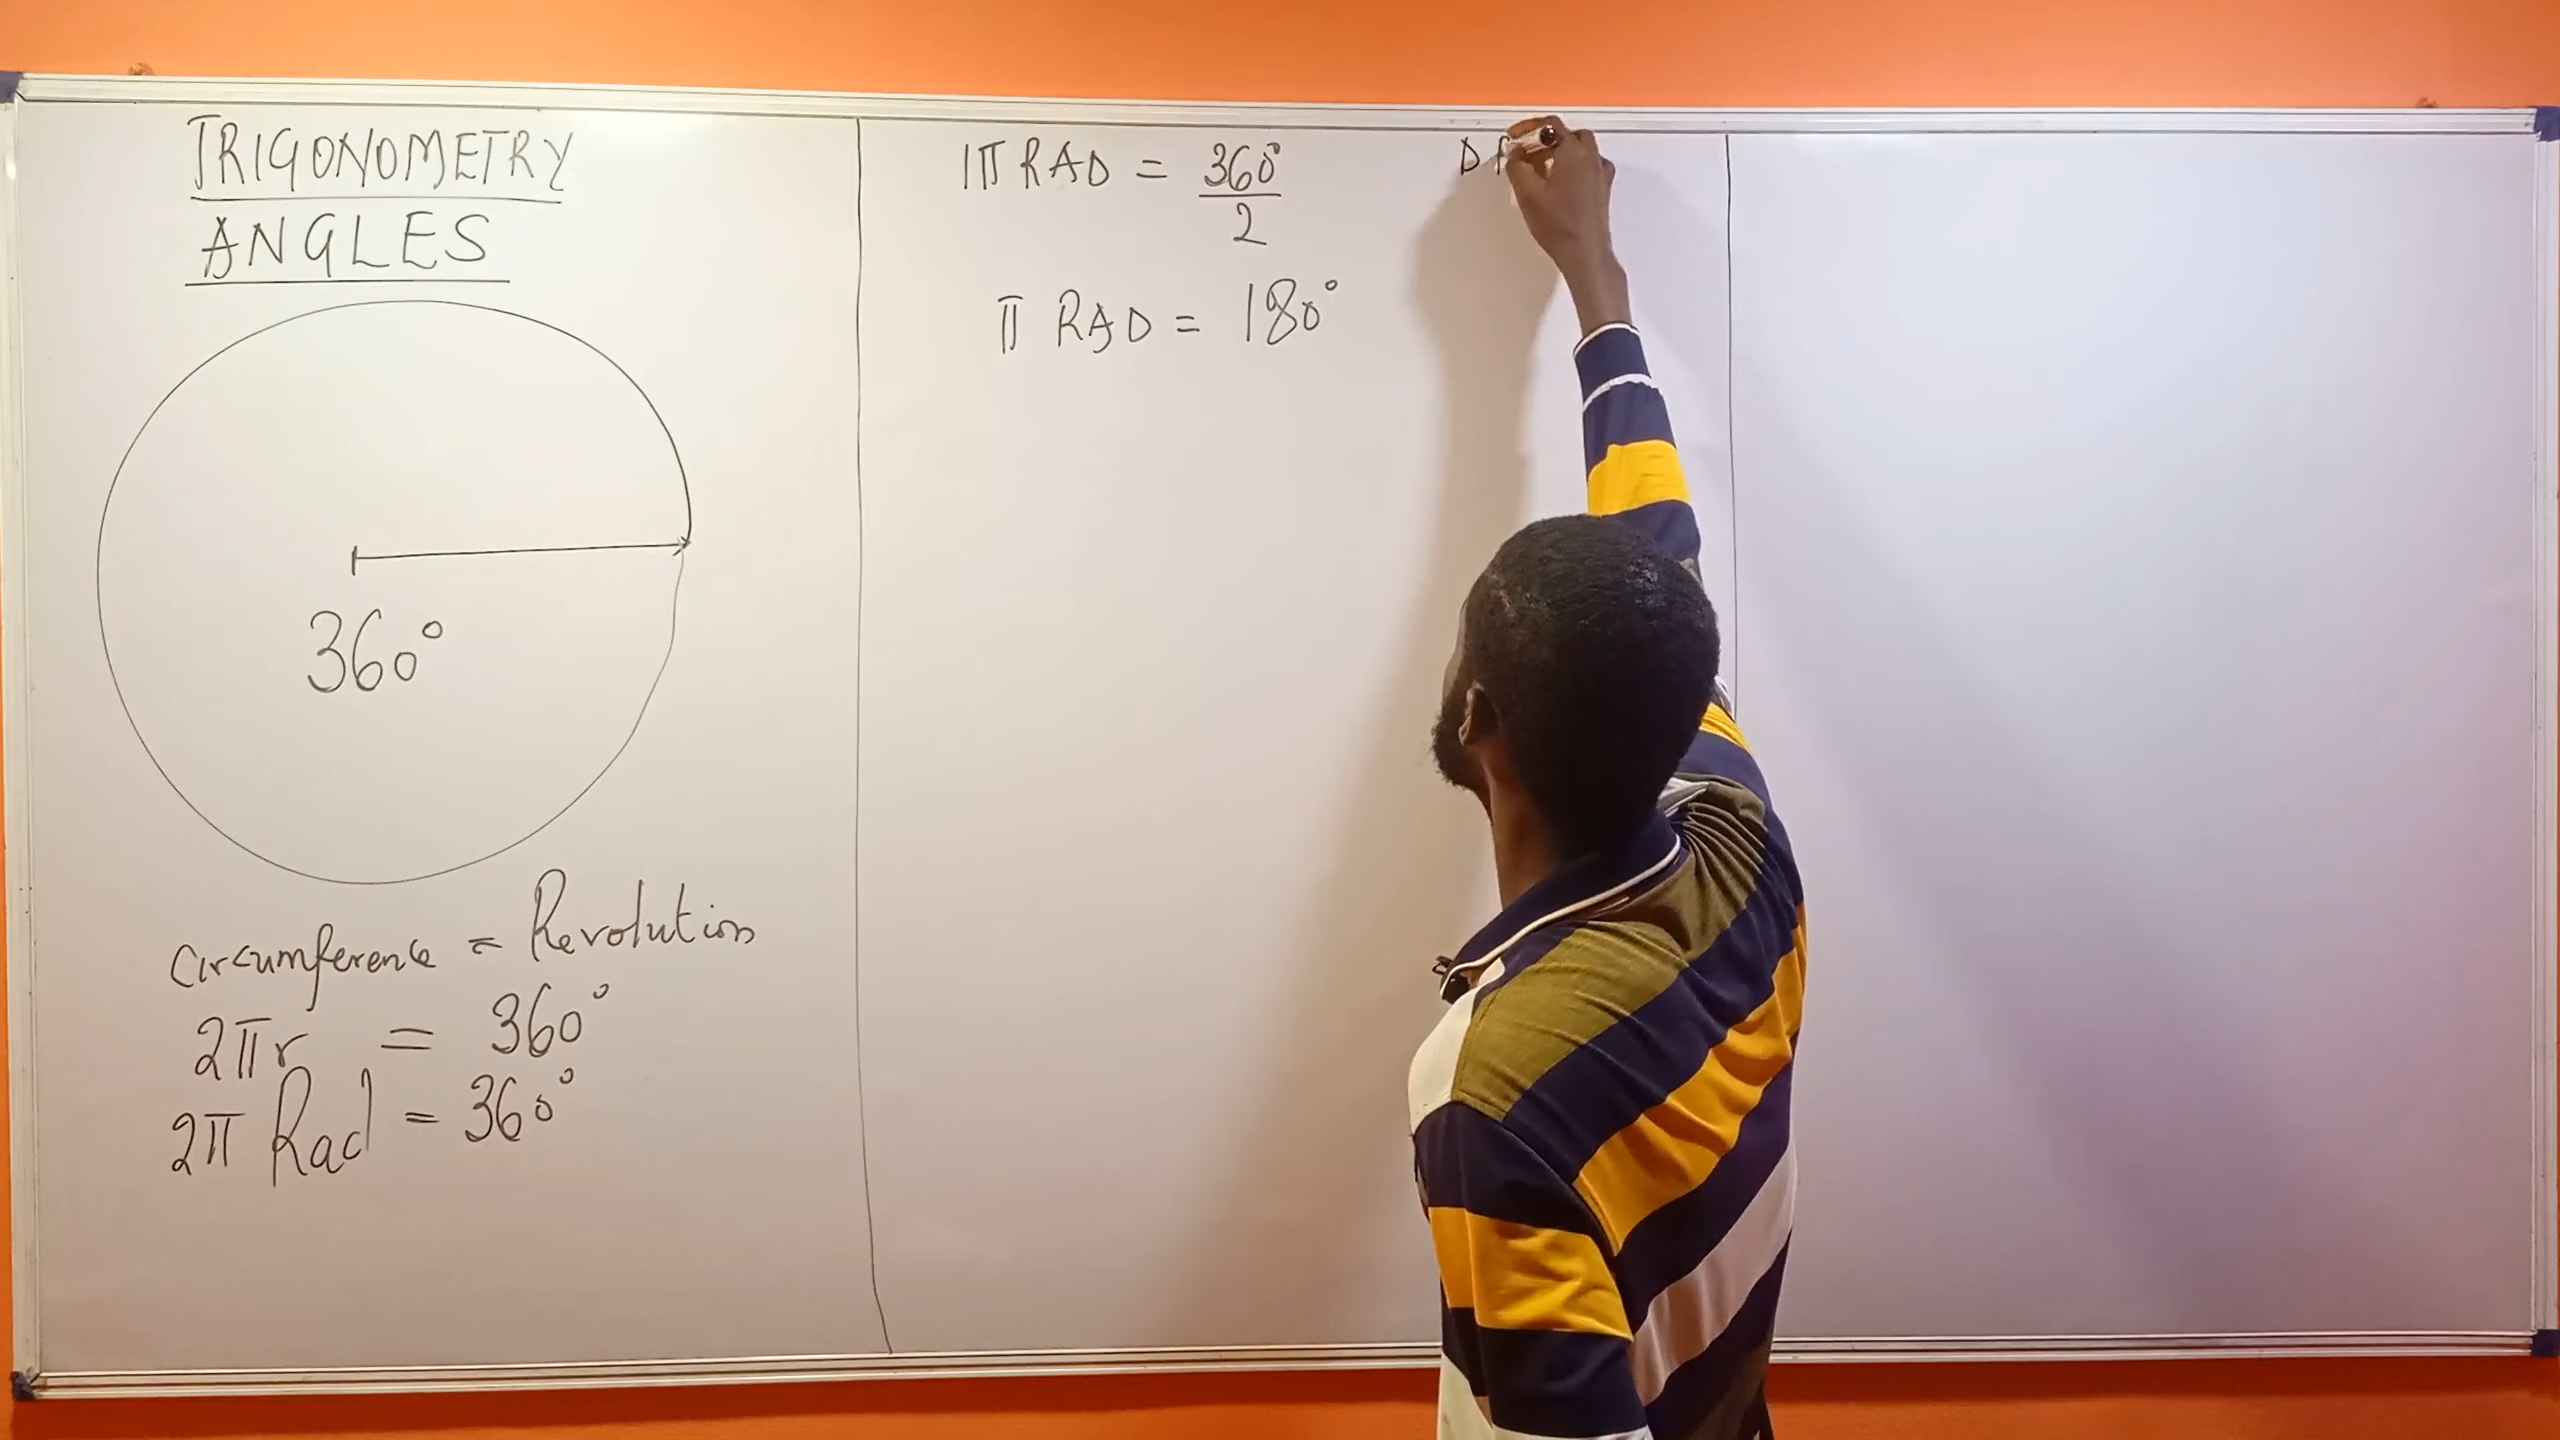 TRIGONOMETRY
ANGLES
360°
circumference = Revolution
2πr = 360°
2π Rad = 360°
1π RAD = 360°/2
π RAD = 180°
D